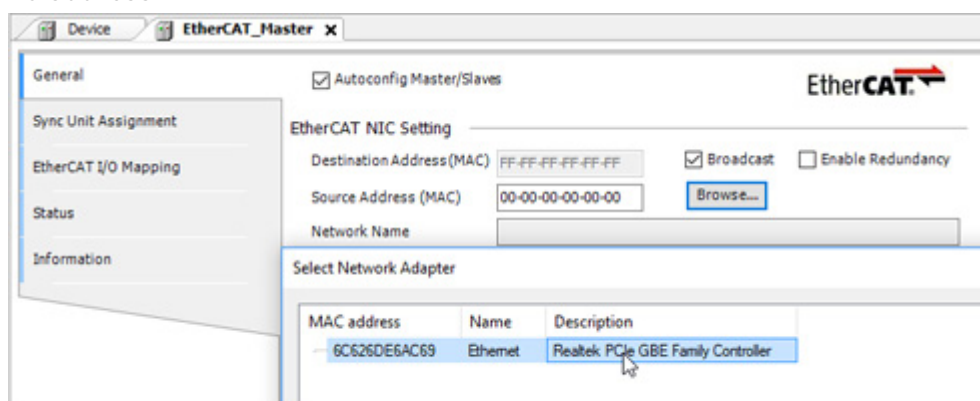 Device EtherCAT_Master x
General
Autoconfig Master/Slaves
EtherCAT.
Sync Unit Assignment
EtherCAT NIC Setting
EtherCAT I/O Mapping
Destination Address (MAC) FF-FF-FF-FF-FF-FF Broadcast Enable Redundancy
Source Address (MAC) 00-00-00-00-00-00 Browse...
Status
Network Name
Information
Select Network Adapter
MAC address Name Description
6C626DE6AC69 Ethernet Realtek PCIe GBE Family Controller